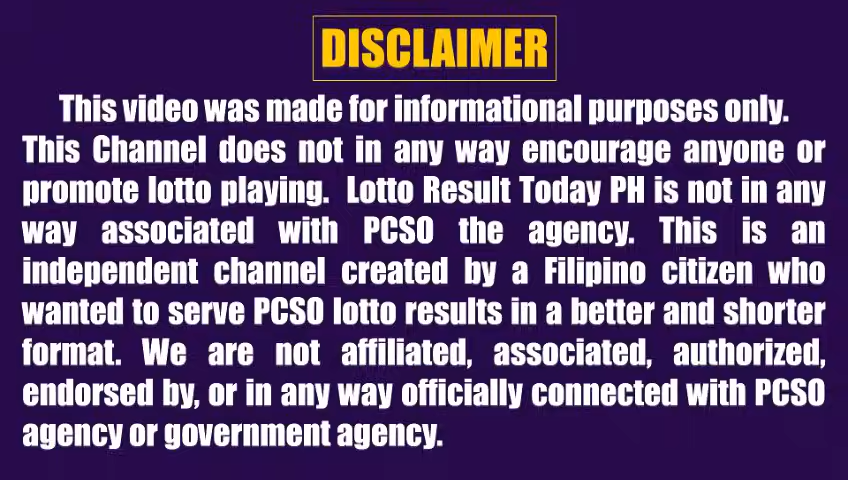 DISCLAIMER
This video was made for informational purposes only.
This Channel does not in any way encourage anyone or
promote lotto playing. Lotto Result Today PH is not in any
way associated with PCSO the agency. This is an
independent channel created by a Filipino citizen who
wanted to serve PCSO lotto results in a better and shorter
format. We are not affiliated, associated, authorized,
endorsed by, or in any way officially connected with PCSO
agency or government agency.